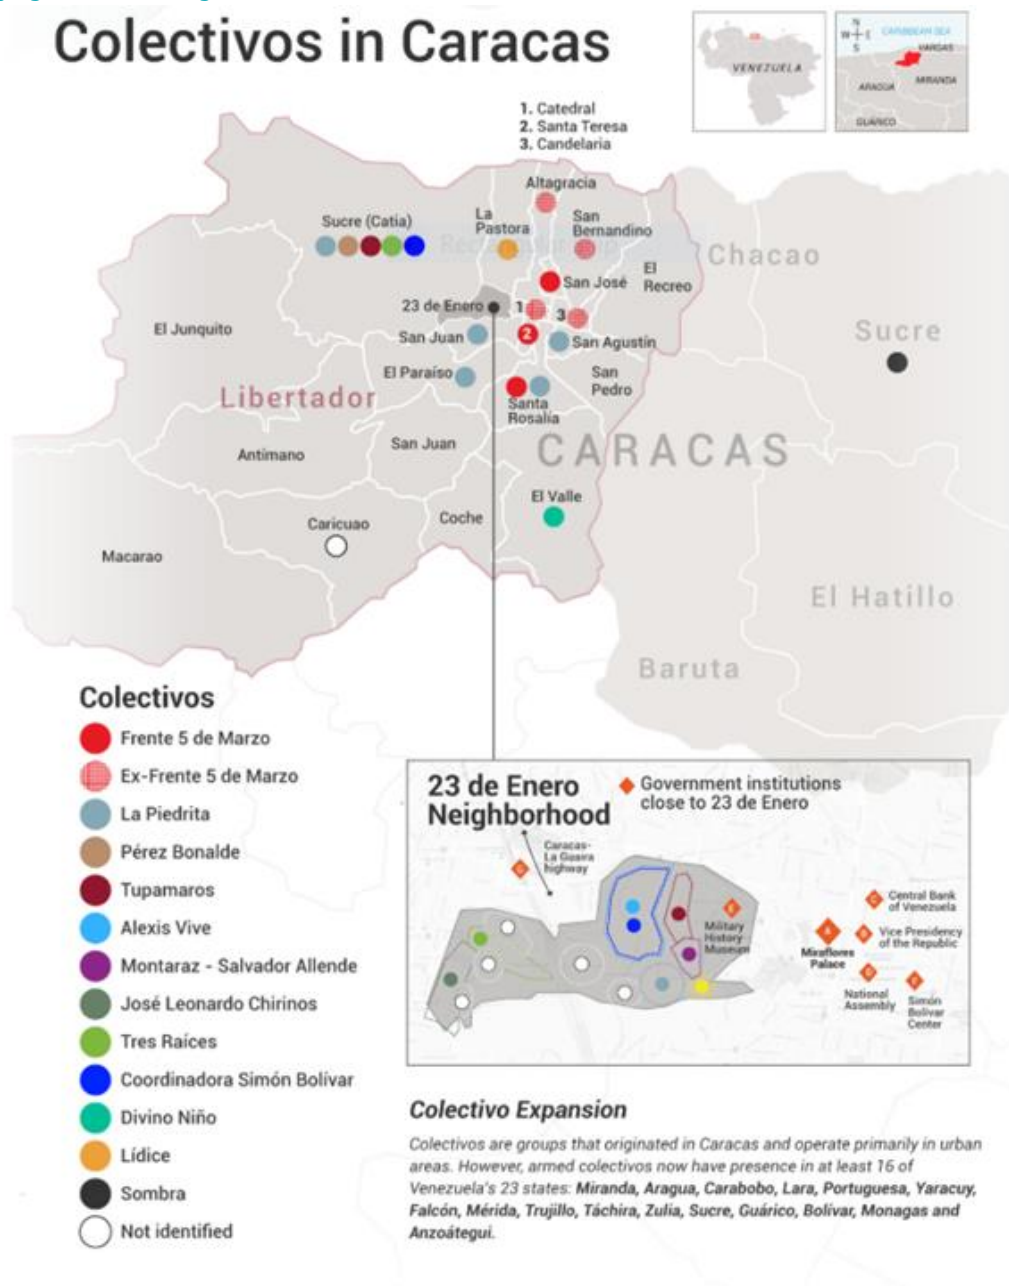 Colectivos in Caracas
VENEZUELA
N
W E
S
CARIBBEAN SEA
VARGAS
ARAGUA
MIRANDA
GUÁRICO
1. Catedral
2. Santa Teresa
3. Candelaria
Altagracia
La
Pastora
San
Bernandino
Sucre (Catia)
Chacao
San José
El
Recreo
23 de Enero
1
3
2
San Juan
San Agustín
El Junquito
Sucre
El Paraíso
San
Pedro
Libertador
Santa
Rosalía
San Juan
CARACAS
Antímano
El Valle
Caricuao
Coche
Macarao
El Hatillo
Baruta
Colectivos
Frente 5 de Marzo
Ex-Frente 5 de Marzo
La Piedrita
Pérez Bonalde
Tupamaros
Alexis Vive
Montaraz - Salvador Allende
José Leonardo Chirinos
Tres Raíces
Coordinadora Simón Bolívar
Divino Niño
Lídice
Sombra
Not identified
23 de Enero
Neighborhood
Government institutions
close to 23 de Enero
Caracas-
La Guaira
highway
G
E
Military
History
Museum
C
Central Bank
of Venezuela
A
Miraflores
Palace
B
Vice Presidency
of the Republic
D
National
Assembly
F
Simón
Bolívar
Center
Colectivo Expansion
Colectivos are groups that originated in Caracas and operate primarily in urban
areas. However, armed colectivos now have presence in at least 16 of
Venezuela's 23 states: Miranda, Aragua, Carabobo, Lara, Portuguesa, Yaracuy,
Falcón, Mérida, Trujillo, Táchira, Zulia, Sucre, Guárico, Bolívar, Monagas and
Anzoátegui.